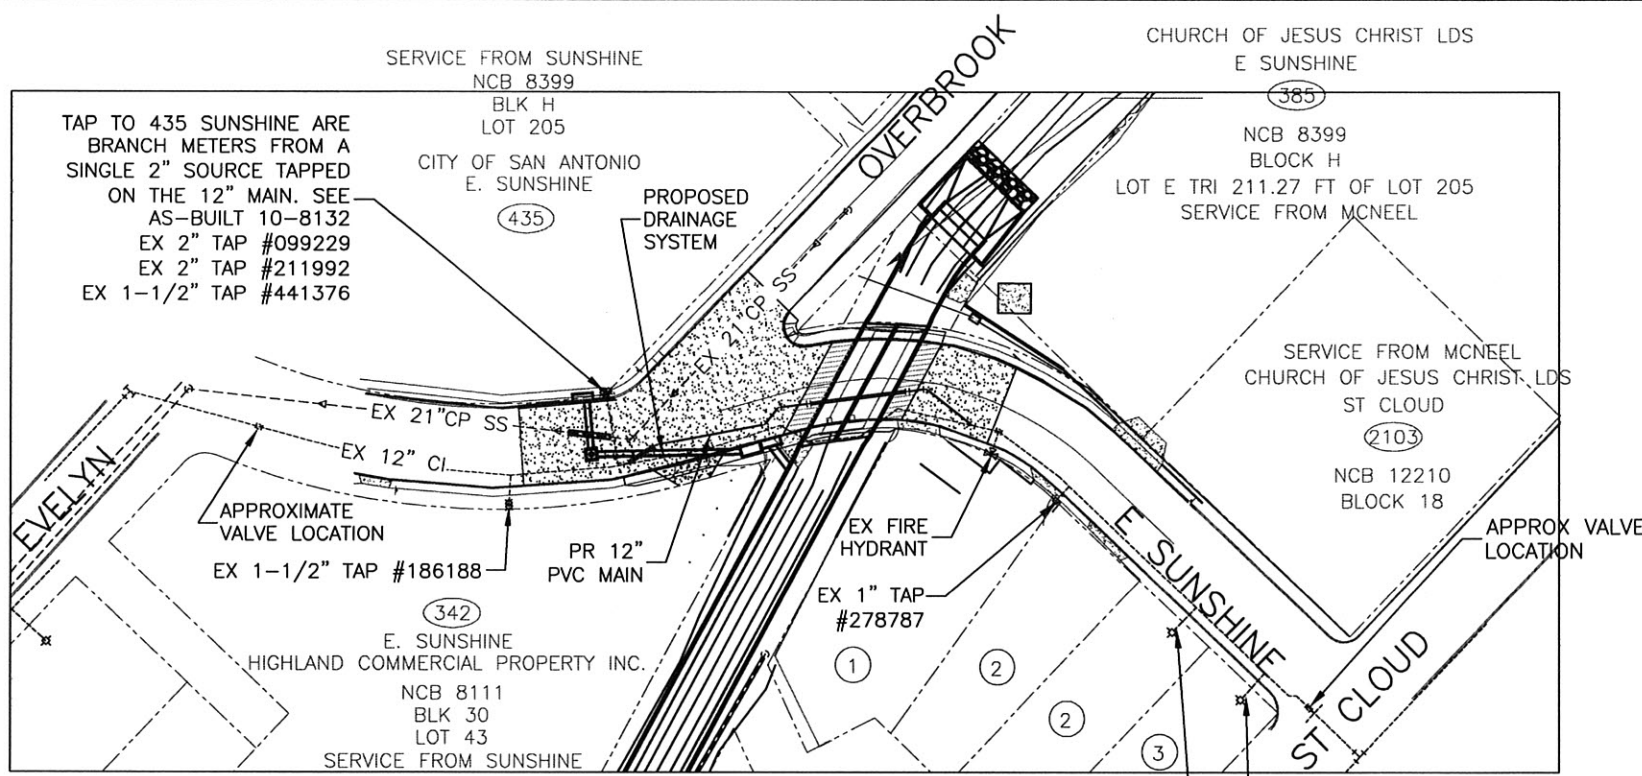 SERVICE FROM SUNSHINE
NCB 8399
BLK H
LOT 205
CITY OF SAN ANTONIO
E. SUNSHINE
435
CHURCH OF JESUS CHRIST LDS
E SUNSHINE
385
NCB 8399
BLOCK H
LOT E TRI 211.27 FT OF LOT 205
SERVICE FROM MCNEEL
TAP TO 435 SUNSHINE ARE
BRANCH METERS FROM A
SINGLE 2" SOURCE TAPPED
ON THE 12" MAIN. SEE
AS-BUILT 10-8132
EX 2" TAP #099229
EX 2" TAP #211992
EX 1-1/2" TAP #441376
PROPOSED
DRAINAGE
SYSTEM
OVERBROOK
EX 21"CP SS
SERVICE FROM MCNEEL
CHURCH OF JESUS CHRIST LDS
ST CLOUD
2103
NCB 12210
BLOCK 18
EX 21"CP SS
EX 12" CI
EVELYN
APPROXIMATE
VALVE LOCATION
EX 1-1/2" TAP #186188
PR 12"
PVC MAIN
EX FIRE
HYDRANT
EX 1" TAP
#278787
E SUNSHINE
APPROX VALVE
LOCATION
ST CLOUD
342
E. SUNSHINE
HIGHLAND COMMERCIAL PROPERTY INC.
NCB 8111
BLK 30
LOT 43
SERVICE FROM SUNSHINE
1
2
2
3